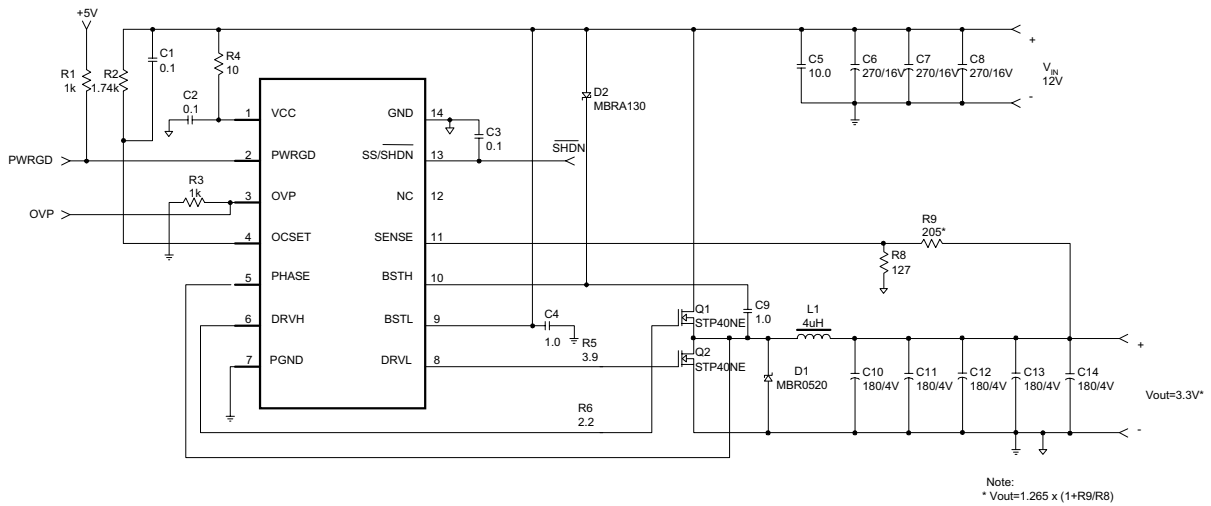 +5V
R1
1k
R2
1.74k
C1
0.1
R4
10
C2
0.1
PWRGD
R3
1k
OVP
1
2
3
4
5
6
7
VCC
PWRGD
OVP
OCSET
PHASE
DRVH
PGND
GND
SS/SHDN
NC
SENSE
BSTH
BSTL
DRVL
14
13
12
11
10
9
8
C3
0.1
SHDN
D2
MBRA130
C4
1.0
R5
3.9
R6
2.2
C5
10.0
C6
270/16V
C7
270/16V
C8
270/16V
+
VIN
12V
-
R9
205*
R8
127
Q1
STP40NE
Q2
STP40NE
C9
1.0
L1
4uH
D1
MBR0520
C10
180/4V
C11
180/4V
C12
180/4V
C13
180/4V
C14
180/4V
+
Vout=3.3V*
-
Note:
* Vout=1.265 x (1+R9/R8)